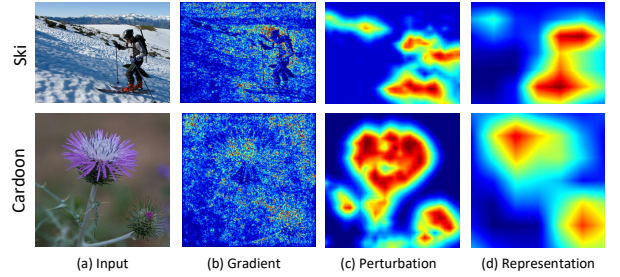 Ski
Cardoon
(a) Input
(b) Gradient
(c) Perturbation
(d) Representation